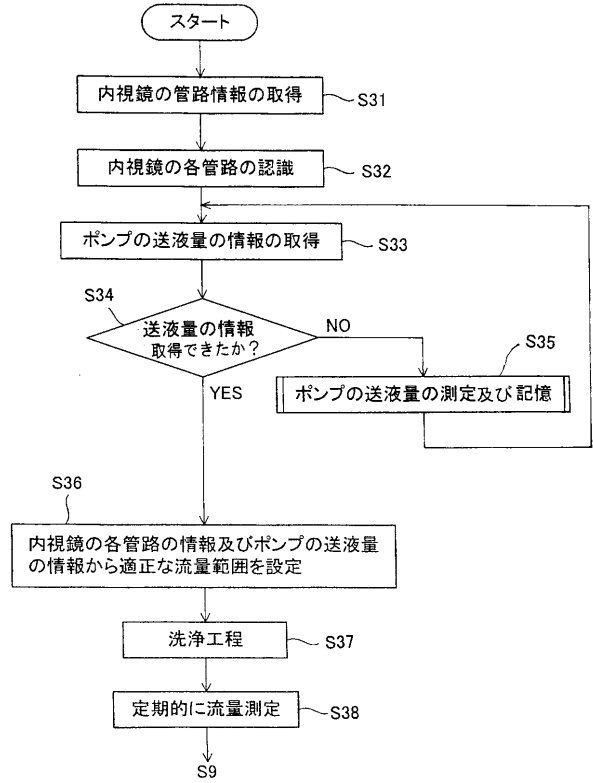 スタート
内視鏡の管路情報の取得
S31
内視鏡の各管路の認識
S32
ポンプの送液量の情報の取得
S33
S34
送液量の情報
取得できたか?
NO
YES
S35
ポンプの送液量の測定及び記憶
S36
内視鏡の各管路の情報及びポンプの送液量
の情報から適正な流量範囲を設定
洗浄工程
S37
定期的に流量測定
S38
S9